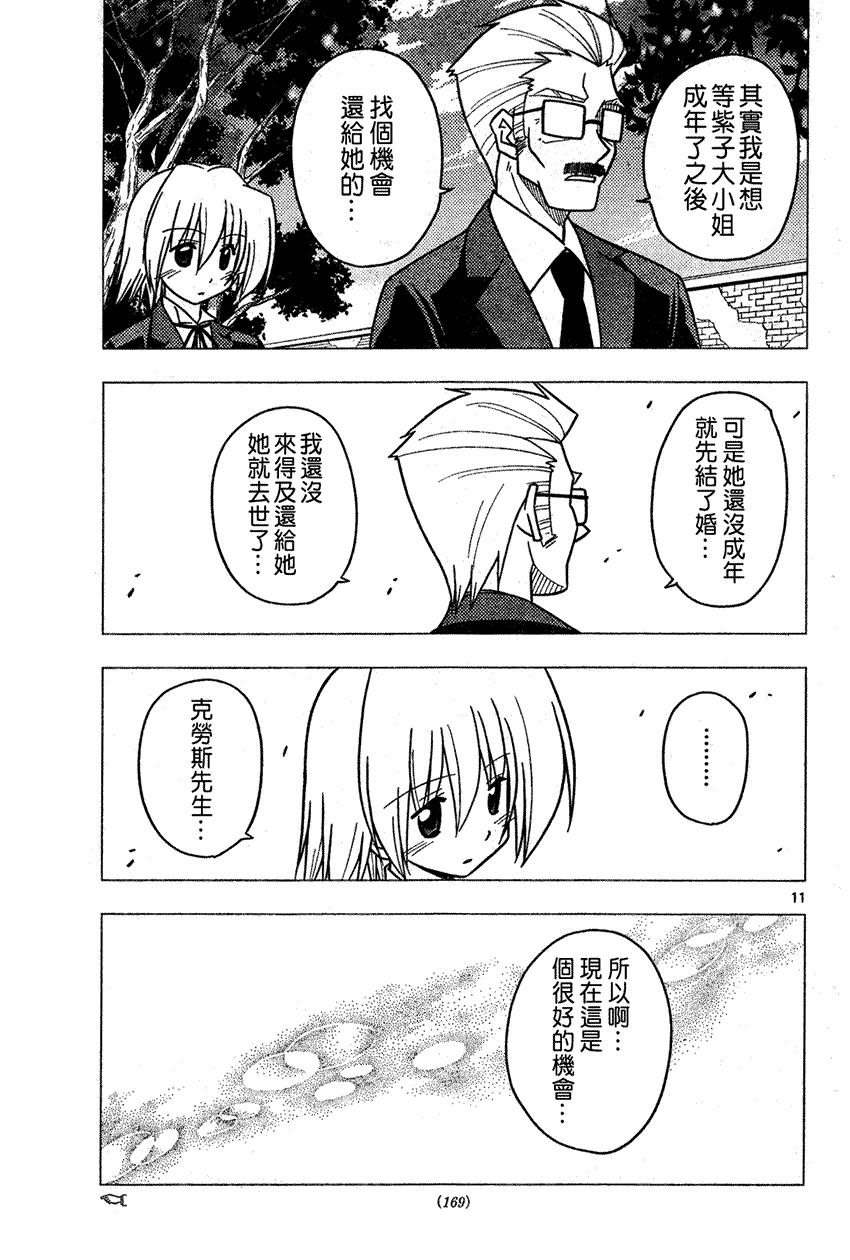 其實我是想
等紫子大小姐
成年了之後
找個機會
還給她的…
可是她還沒成年
就先結了婚…
我還沒
來得及還給她
她就去世了…
………
克勞斯先生…
11
所以啊…
現在這是
個很好的機會…
(169)